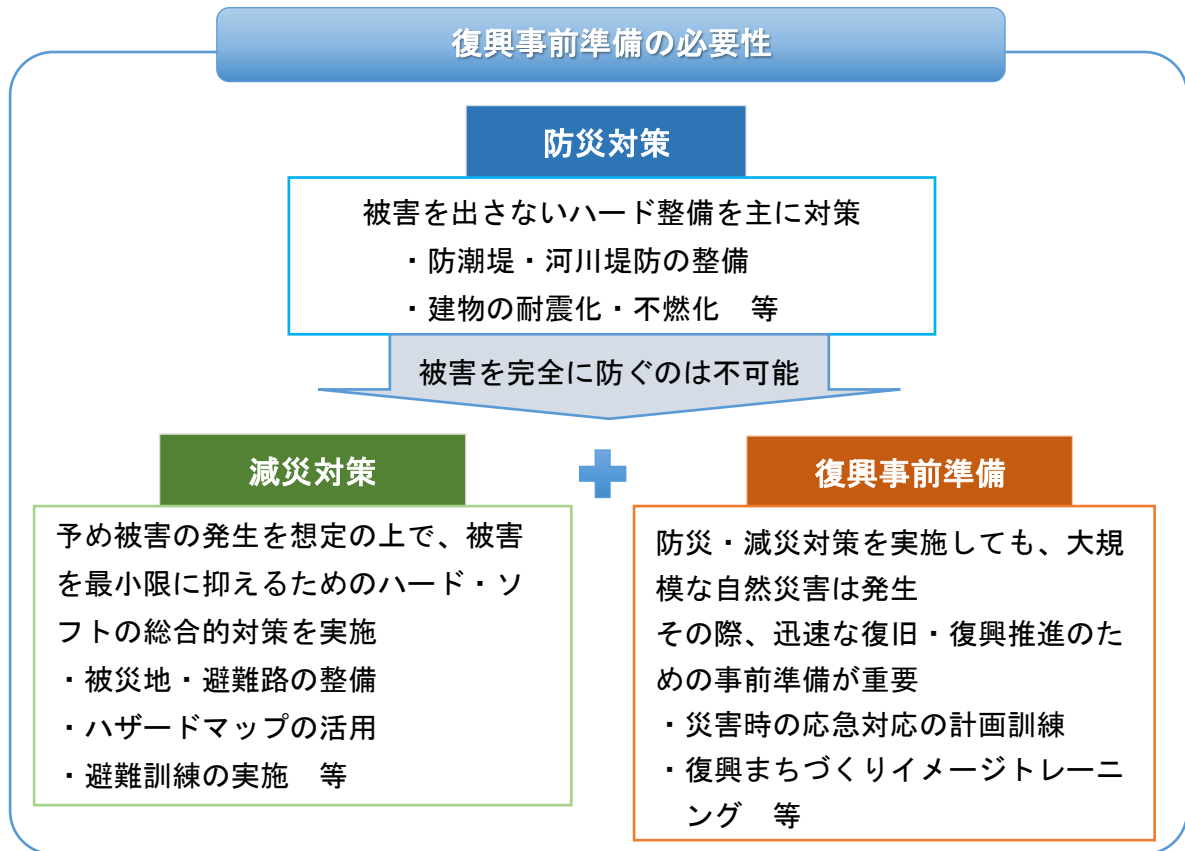 復興事前準備の必要性
防災対策
被害を出さないハード整備を主に対策
・防潮堤・河川堤防の整備
・建物の耐震化・不燃化　等
被害を完全に防ぐのは不可能
減災対策
予め被害の発生を想定の上で、被害
を最小限に抑えるためのハード・ソ
フトの総合的対策を実施
・被災地・避難路の整備
・ハザードマップの活用
・避難訓練の実施　等
復興事前準備
防災・減災対策を実施しても、大規
模な自然災害は発生
その際、迅速な復旧・復興推進のた
めの事前準備が重要
・災害時の応急対応の計画訓練
・復興まちづくりイメージトレーニ
ング　等